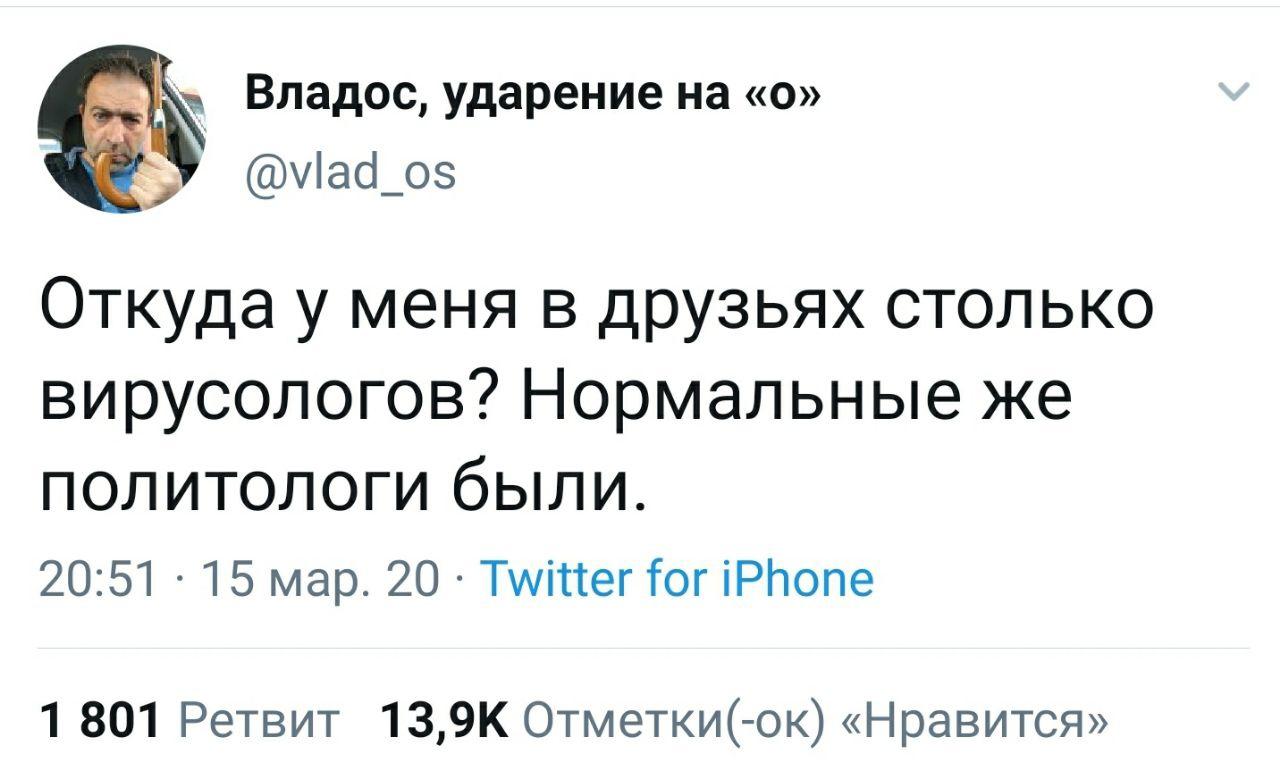 Владос, ударение на «о»
@vlad_os
Откуда у меня в друзьях столько
вирусологов? Нормальные же
политологи были.
20:51 · 15 мар. 20 · Twitter for iPhone
1 801 Ретвит 13,9K Отметки(-ок) «Нравится»